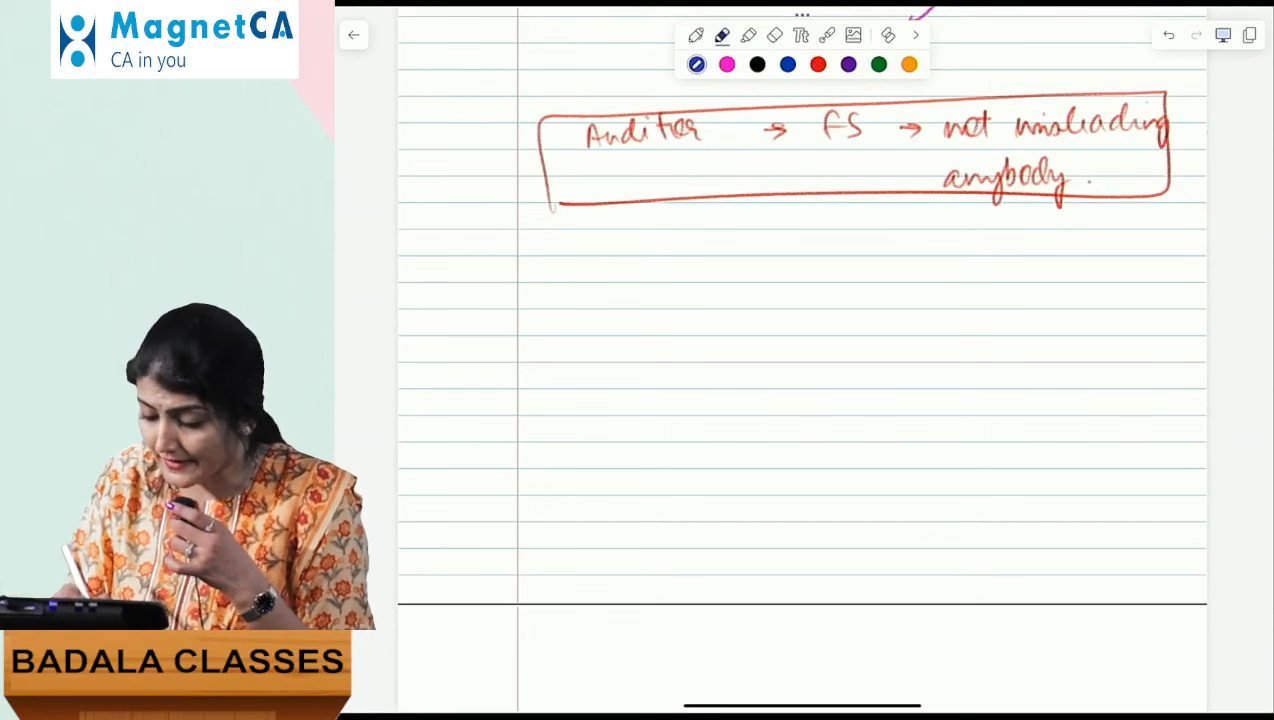 MagnetCA
CA in you
Auditor → FS → not misleading
anybody.
BADALA CLASSES